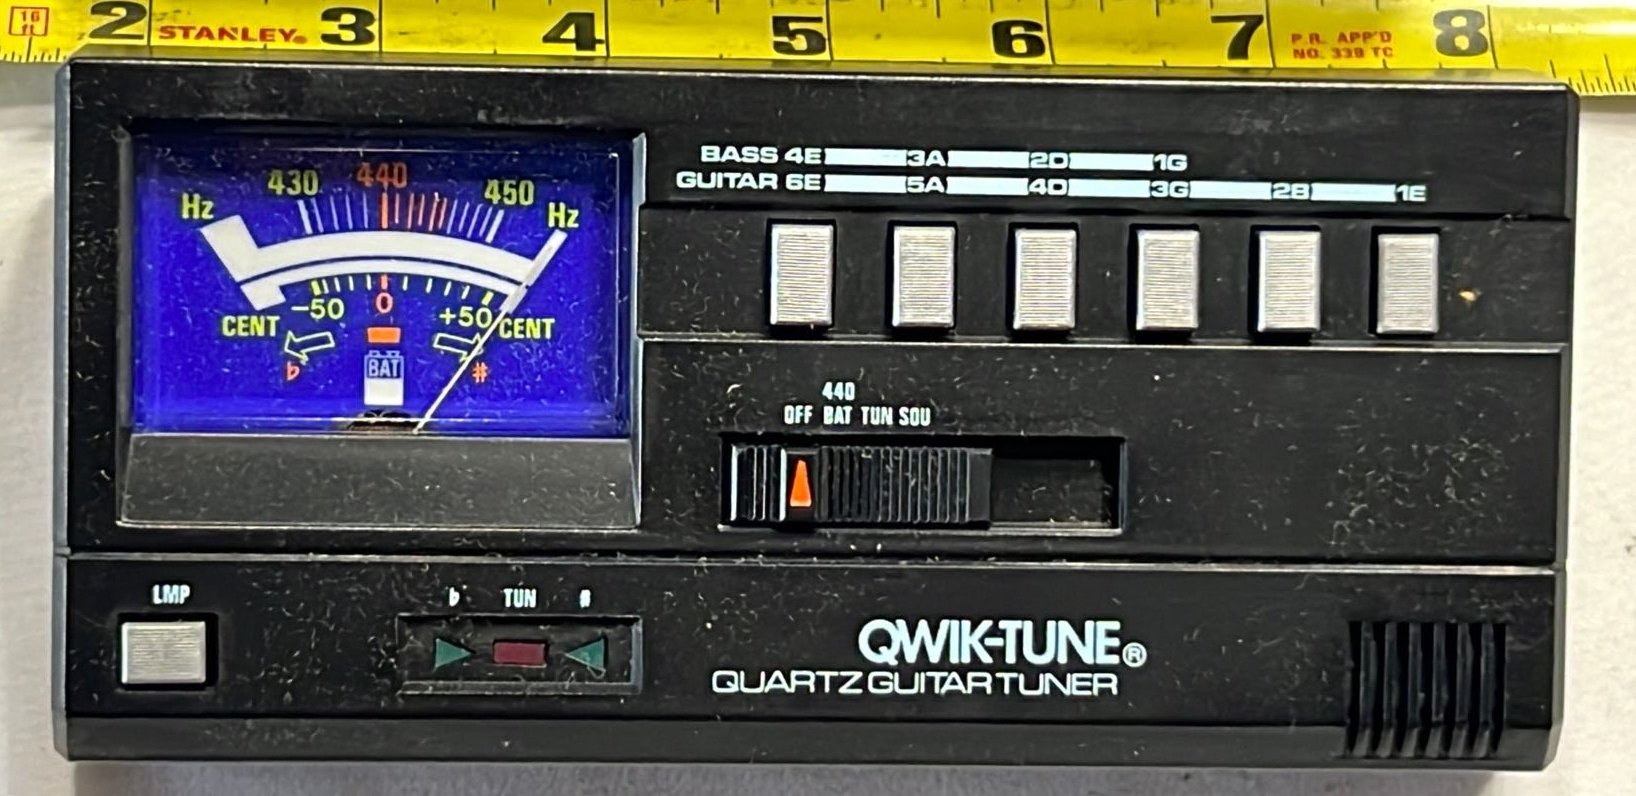 16 ft 2 STANLEY® 3 4 5 6 7 P.R. APP'D 8
NO. 339 TC
BASS 4E 3A 2D 1G
GUITAR 6E 5A 4D 3G 2B 1E
430 440 450
Hz Hz
-50 0 +50
CENT CENT
♭ BAT #
440
OFF BAT TUN SOU
LMP
♭ TUN #
QWIK-TUNE®
QUARTZ GUITAR TUNER